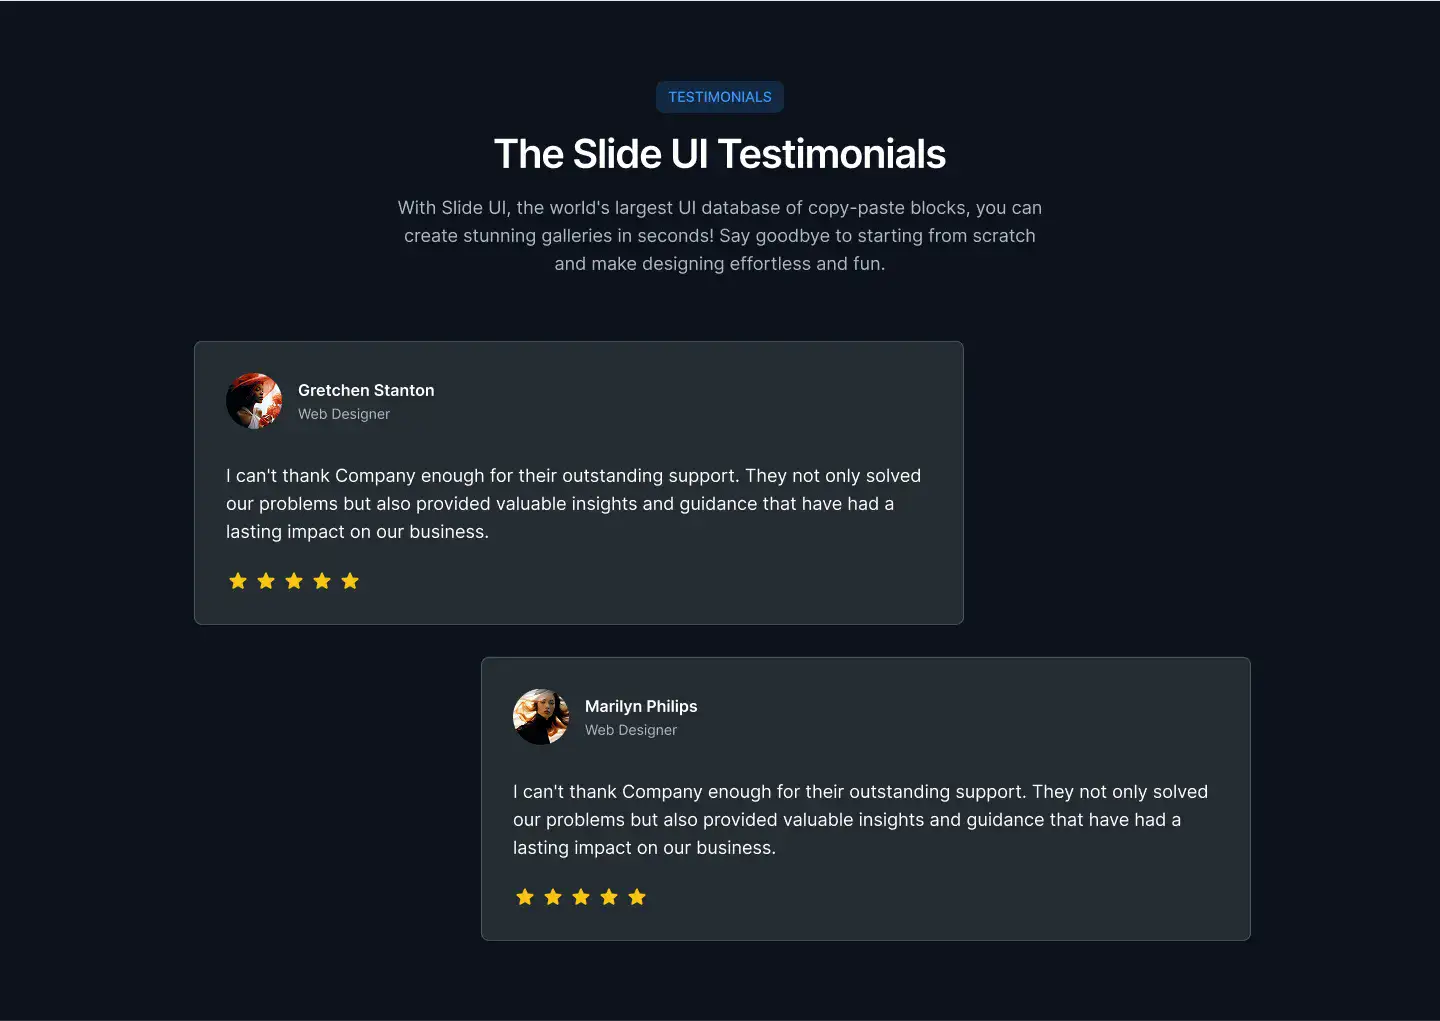 TESTIMONIALS
The Slide UI Testimonials
With Slide UI, the world's largest UI database of copy-paste blocks, you can
create stunning galleries in seconds! Say goodbye to starting from scratch
and make designing effortless and fun.
Gretchen Stanton
Web Designer
I can't thank Company enough for their outstanding support. They not only solved
our problems but also provided valuable insights and guidance that have had a
lasting impact on our business.
Marilyn Philips
Web Designer
I can't thank Company enough for their outstanding support. They not only solved
our problems but also provided valuable insights and guidance that have had a
lasting impact on our business.